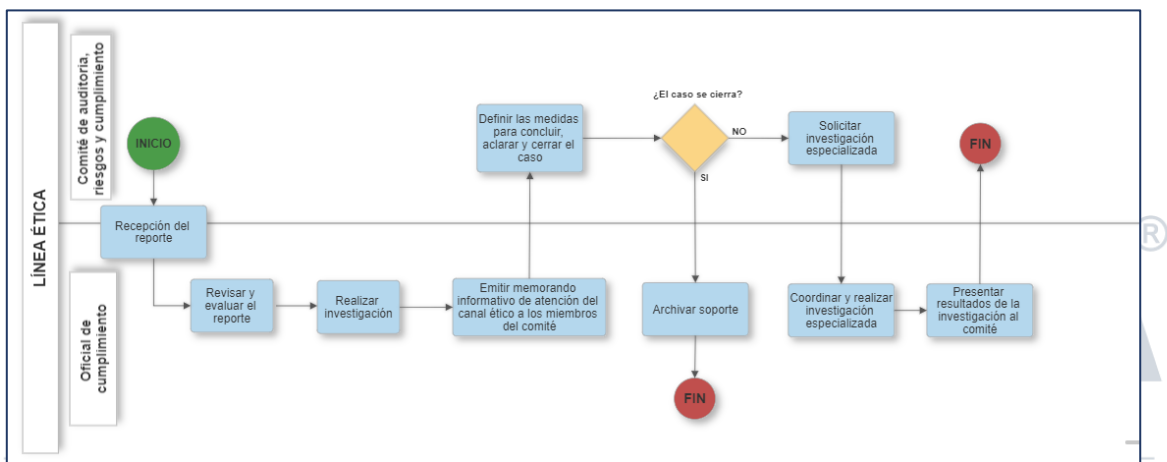 LÍNEA ÉTICA
Comité de auditoria,
riesgos y cumplimiento
Oficial de
cumplimiento
INICIO
Recepción del
reporte
Revisar y
evaluar el
reporte
Realizar
investigación
Emitir memorando
informativo de atención del
canal ético a los miembros
del comité
Definir las medidas
para concluir,
aclarar y cerrar el
caso
¿El caso se cierra?
NO
SI
Archivar soporte
FIN
Solicitar
investigación
especializada
Coordinar y realizar
investigación
especializada
Presentar
resultados de la
investigación al
comité
FIN
®